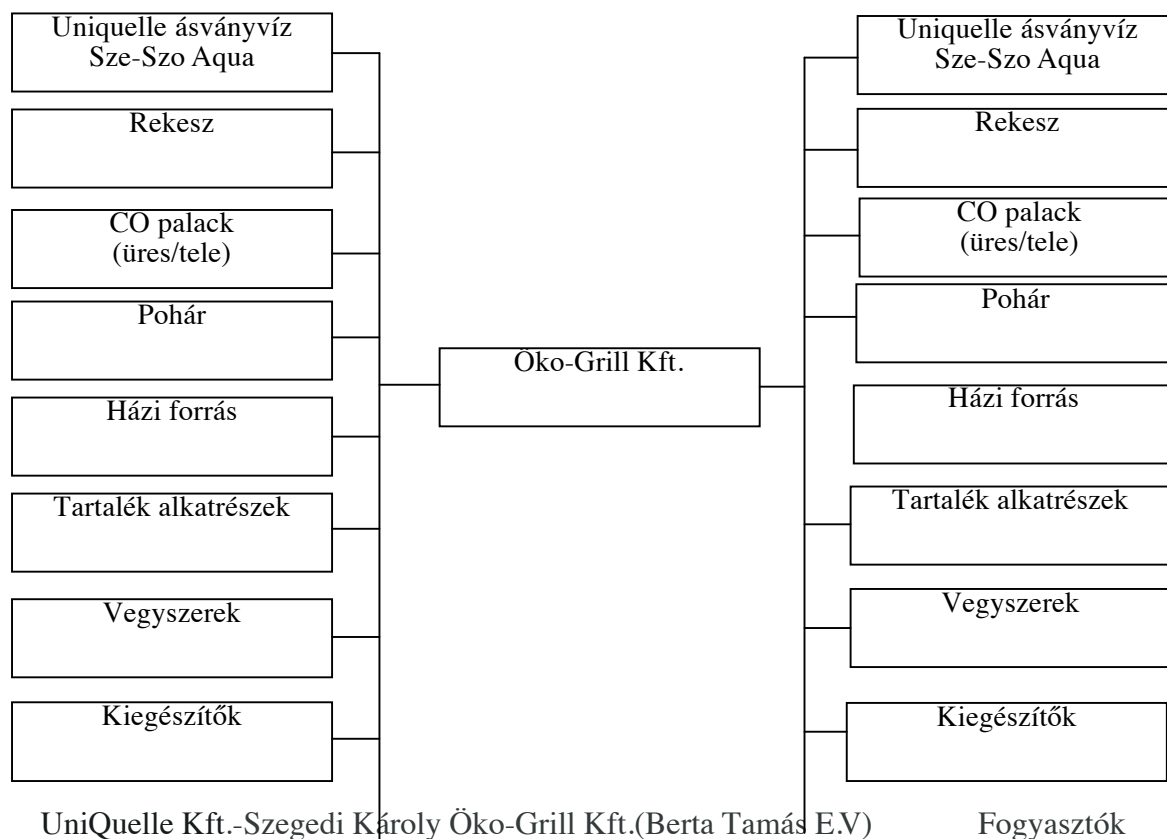 Uniquelle ásványvíz
Sze-Szo Aqua
Rekesz
CO palack
(üres/tele)
Pohár
Házi forrás
Tartalék alkatrészek
Vegyszerek
Kiegészítők
Öko-Grill Kft.
Uniquelle ásványvíz
Sze-Szo Aqua
Rekesz
CO palack
(üres/tele)
Pohár
Házi forrás
Tartalék alkatrészek
Vegyszerek
Kiegészítők
UniQuelle Kft.-Szegedi Károly Öko-Grill Kft.(Berta Tamás E.V) Fogyasztók